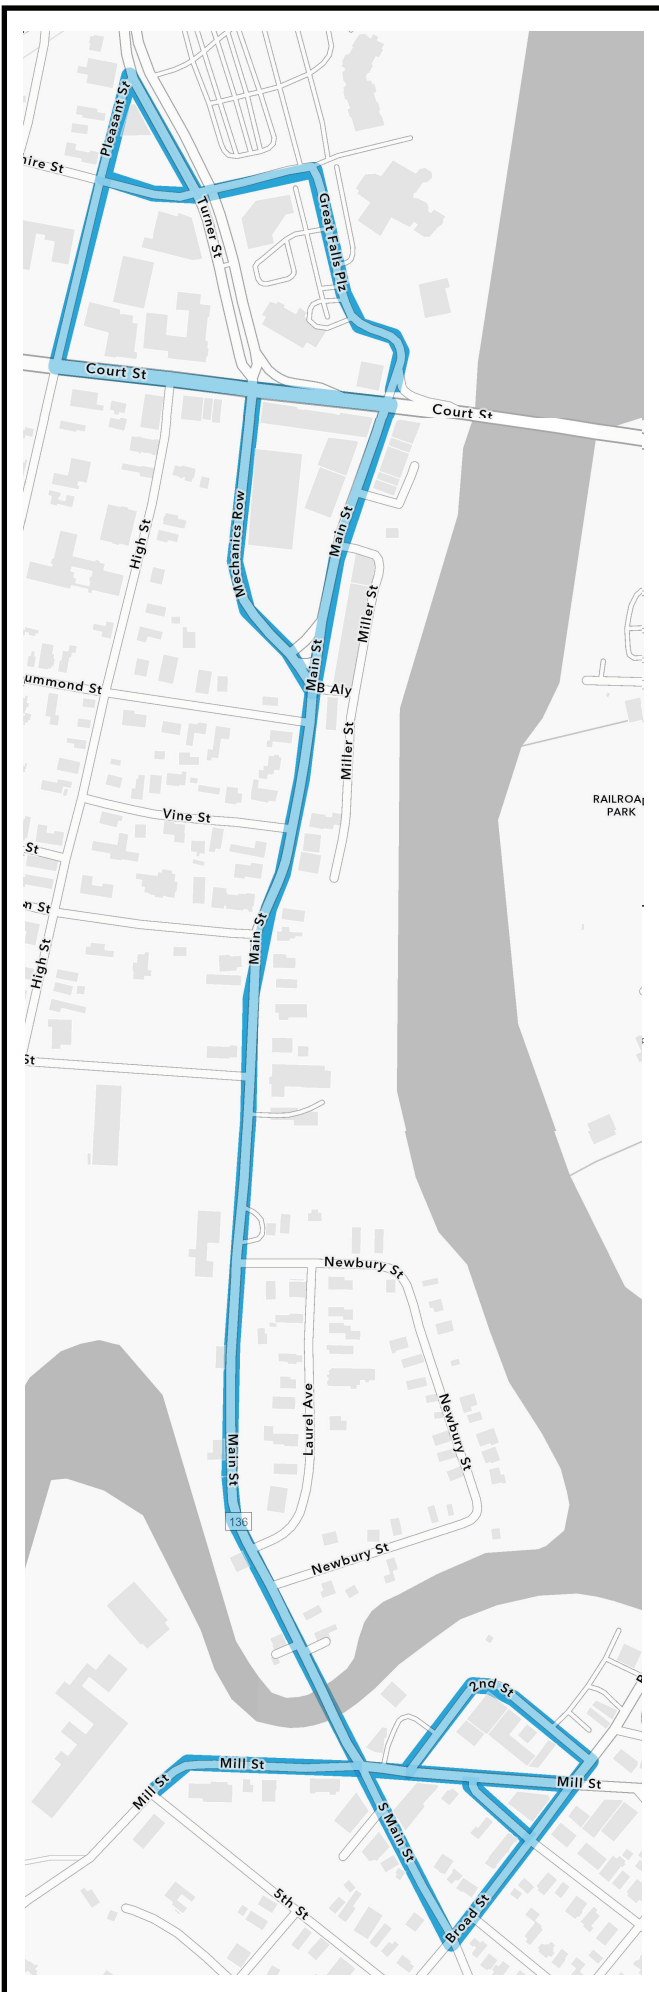 Pleasant St
hire St
Turner St
Great Falls Plz
Court St
Court St
Mechanics Row
High St
Main St
Miller St
Main St
B Aly
ummond St
Miller St
RAILROA
PARK
Vine St
St
n St
Main St
High St
St
Newbury St
Laurel Ave
Newbury St
Main St
136
Newbury St
2nd St
Mill St
Mill St
Mill St
S Main St
5th St
Broad St